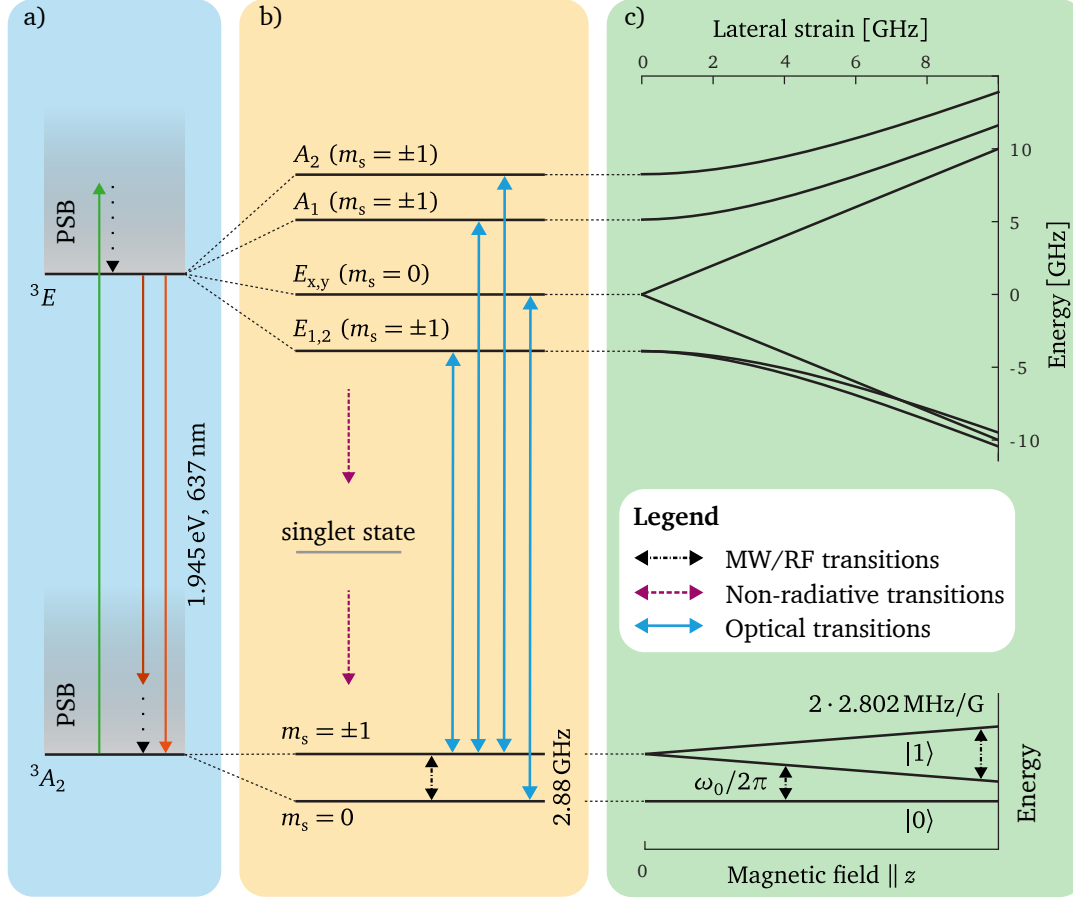 a)
PSB
³E
1.945 eV, 637 nm
PSB
³A₂
b)
A₂ (mₛ = ±1)
A₁ (mₛ = ±1)
Eₓ,ᵧ (mₛ = 0)
E₁,₂ (mₛ = ±1)
singlet state
mₛ = ±1
mₛ = 0
2.88 GHz
c)
Lateral strain [GHz]
0 2 4 6 8
10
5
0
-5
-10
Energy [GHz]
Legend
MW/RF transitions
Non-radiative transitions
Optical transitions
2 · 2.802 MHz/G
|1⟩
ω₀/2π
|0⟩
Energy
0
Magnetic field ∥ z